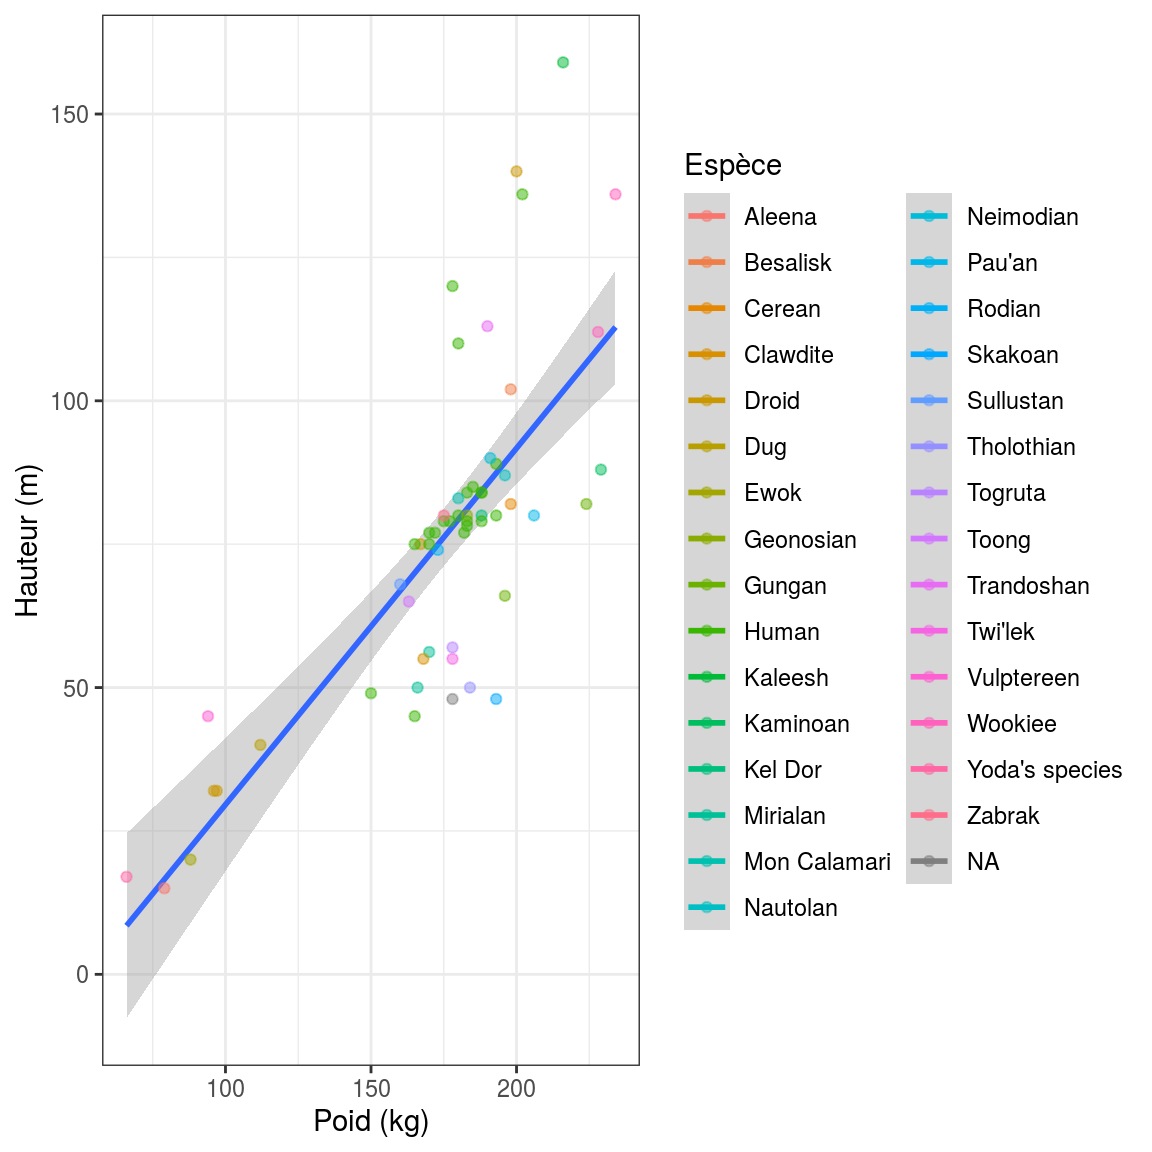 150
100
50
0
Hauteur (m)
100 150 200
Poid (kg)
Espèce
Aleena
Besalisk
Cerean
Clawdite
Droid
Dug
Ewok
Geonosian
Gungan
Human
Kaleesh
Kaminoan
Kel Dor
Mirialan
Mon Calamari
Nautolan
Neimodian
Pau'an
Rodian
Skakoan
Sullustan
Tholothian
Togruta
Toong
Trandoshan
Twi'lek
Vulptereen
Wookiee
Yoda's species
Zabrak
NA